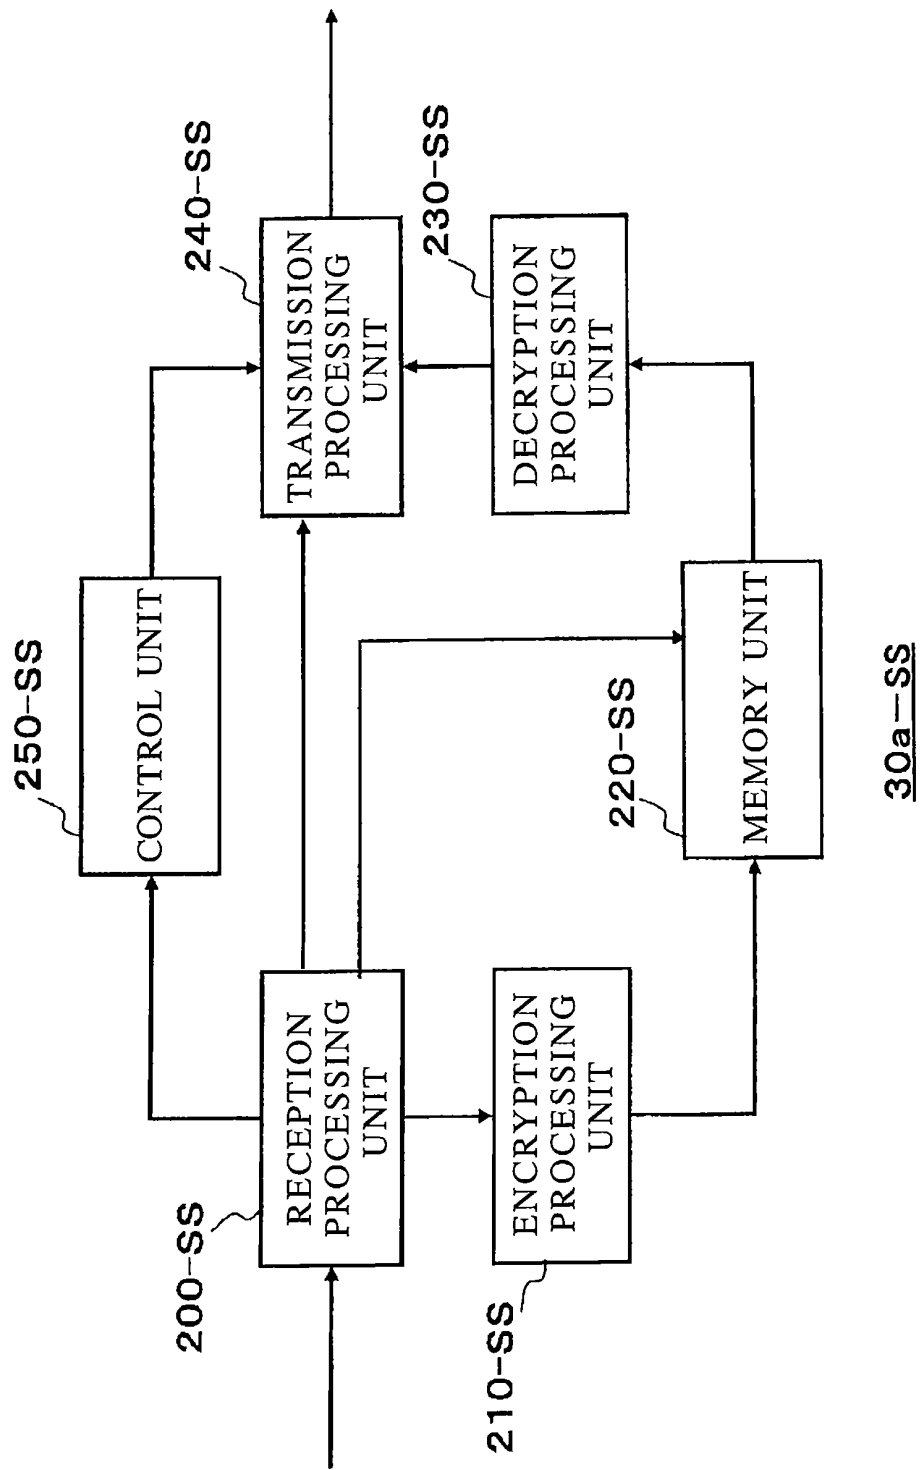 250-SS
CONTROL UNIT
200-SS
RECEPTION
PROCESSING
UNIT
240-SS
TRANSMISSION
PROCESSING
UNIT
210-SS
ENCRYPTION
PROCESSING
UNIT
230-SS
DECRYPTION
PROCESSING
UNIT
220-SS
MEMORY UNIT
30a-SS